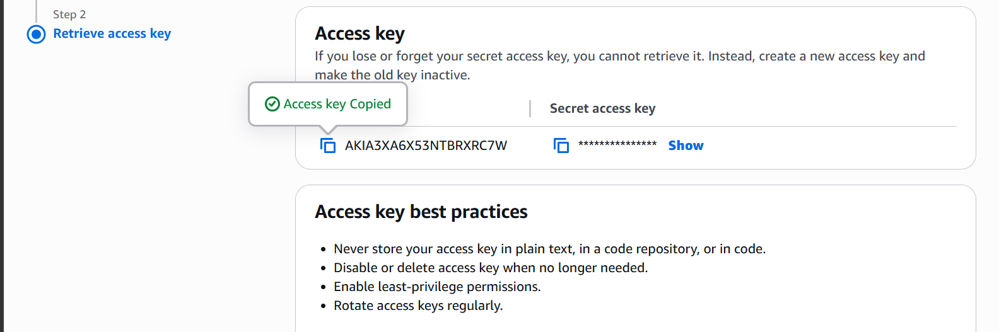 Step 2
Retrieve access key
Access key
If you lose or forget your secret access key, you cannot retrieve it. Instead, create a new access key and
make the old key inactive.
Access key Copied
Secret access key
AKIA3XA6X53NTBRXRC7W
*************** Show
Access key best practices
• Never store your access key in plain text, in a code repository, or in code.
• Disable or delete access key when no longer needed.
• Enable least-privilege permissions.
• Rotate access keys regularly.